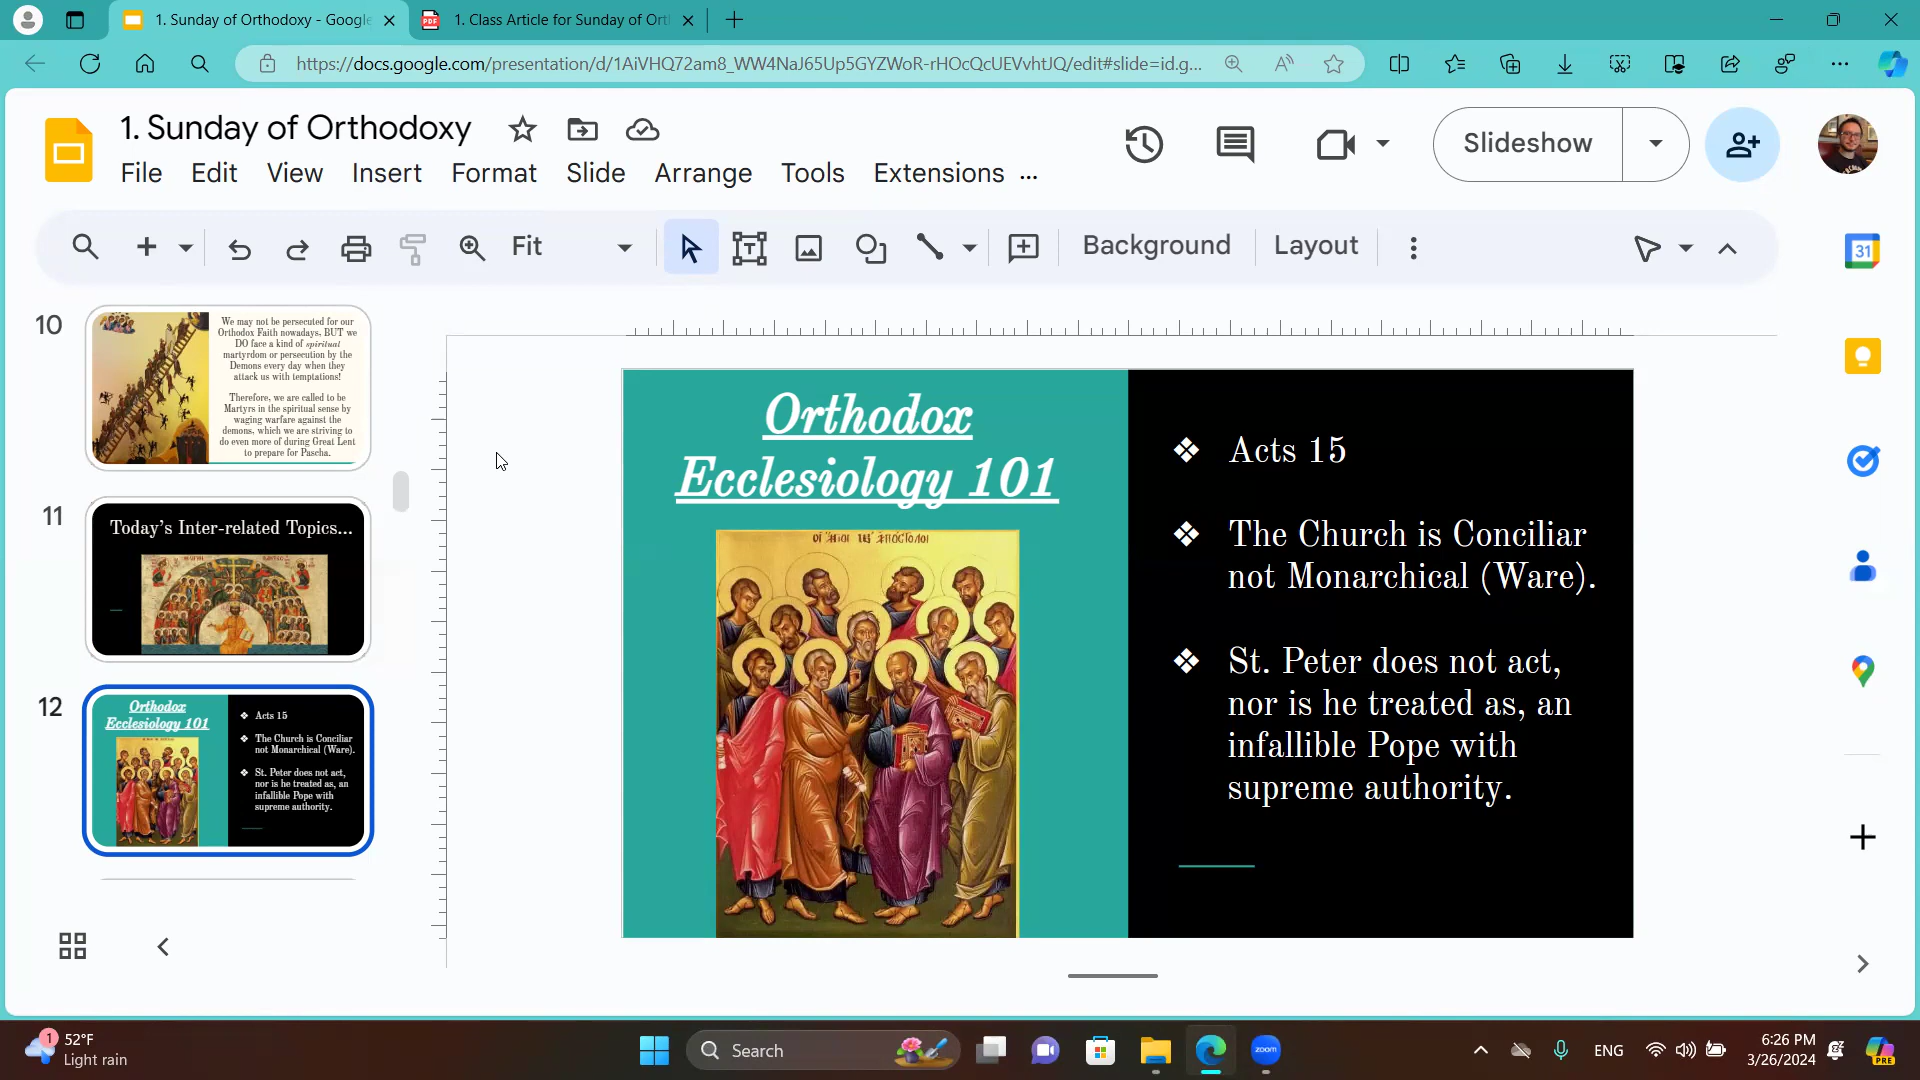 1. Sunday of Orthodoxy - Google
1. Class Article for Sunday of Ort
https://docs.google.com/presentation/d/1AiVHQ72am8_WW4NaJ65Up5GYZWoR-rHOcQcUEVvhtJQ/edit#slide=id.g...
1. Sunday of Orthodoxy
File Edit View Insert Format Slide Arrange Tools Extensions ...
Slideshow
Fit
Background
Layout
31
10
We may not be persecuted for our
Orthodox Faith nowadays, BUT we
DO face a kind of spiritual
martyrdom or persecution by the
Demons every day when they
attack us with temptations!
Therefore, we are called to be
Martyrs in the spiritual sense by
waging warfare against the
demons, which we are striving to
do even more of during Great Lent
to prepare for Pascha.
11
Today's Inter-related Topics...
12
Orthodox
Ecclesiology 101
❖ Acts 15
❖ The Church is Conciliar
not Monarchical (Ware).
❖ St. Peter does not act,
nor is he treated as, an
infallible Pope with
supreme authority.
Orthodox
Ecclesiology 101
❖ Acts 15
❖ The Church is Conciliar
not Monarchical (Ware).
❖ St. Peter does not act,
nor is he treated as, an
infallible Pope with
supreme authority.
1
52°F
Light rain
Search
zoom
ENG
6:26 PM
3/26/2024
PRE